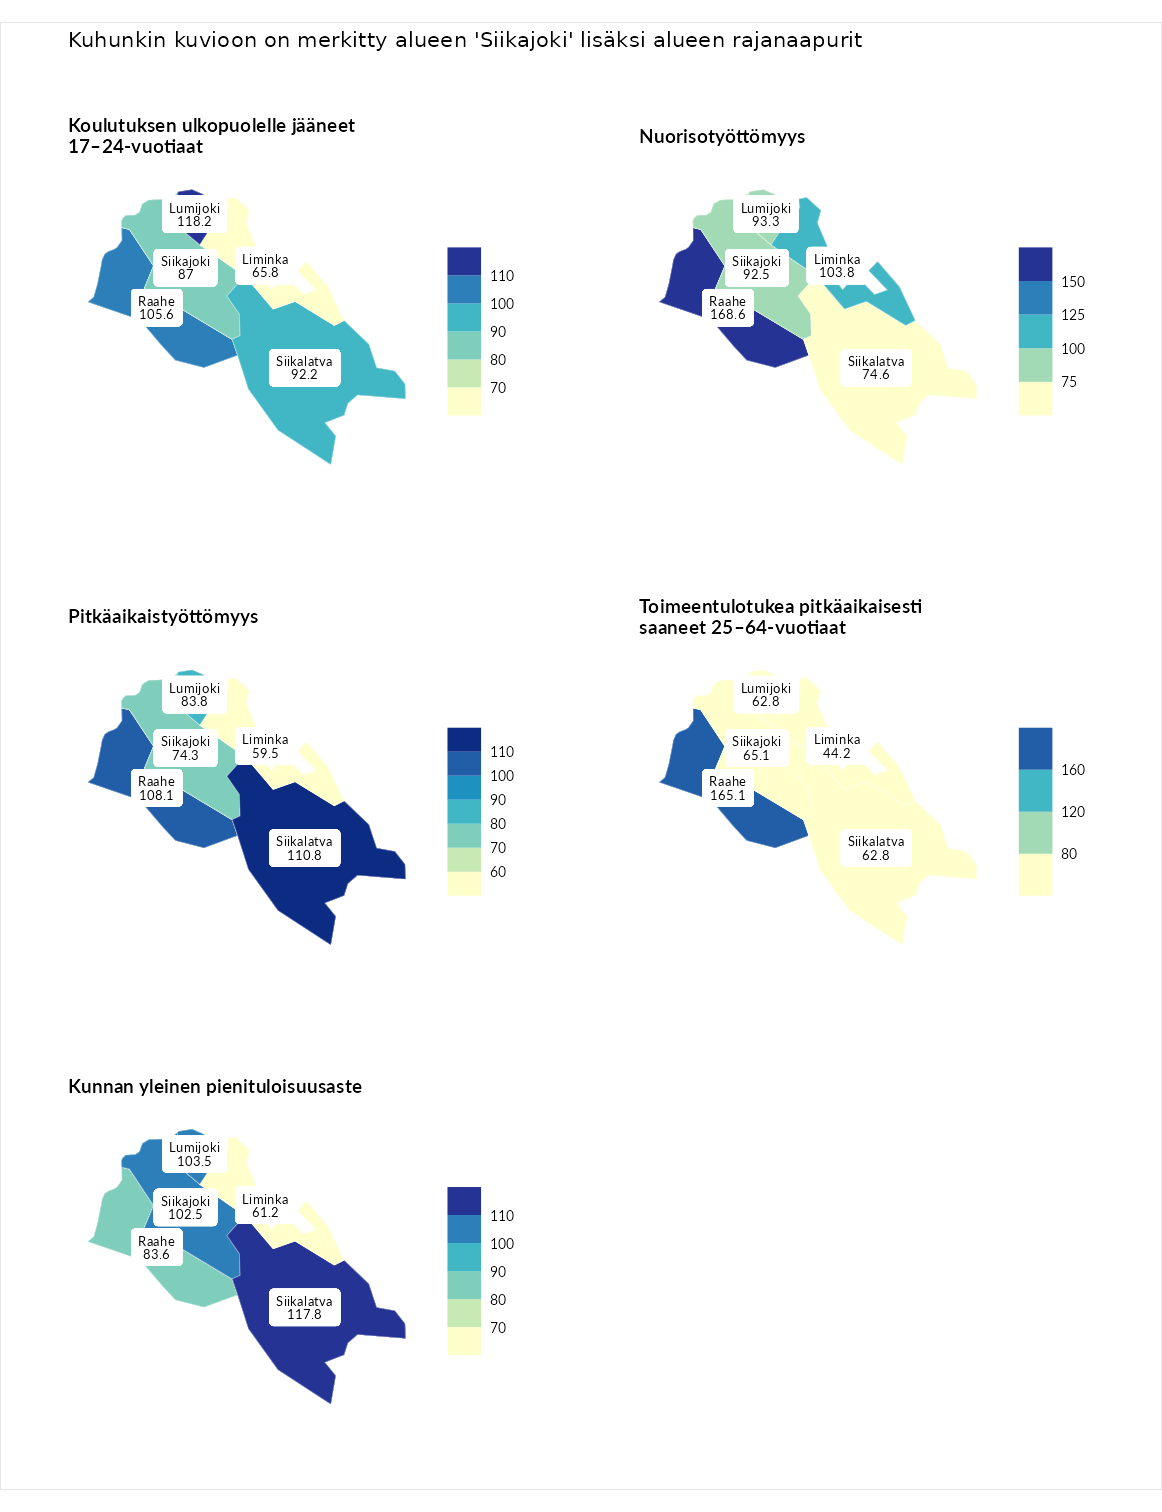 Kuhunkin kuvioon on merkitty alueen 'Siikajoki' lisäksi alueen rajanaapurit
Koulutuksen ulkopuolelle jääneet
17–24-vuotiaat
Lumijoki
118.2
Siikajoki
87
Liminka
65.8
Raahe
105.6
Siikalatva
92.2
110
100
90
80
70
Nuorisotyöttömyys
Lumijoki
93.3
Siikajoki
92.5
Liminka
103.8
Raahe
168.6
Siikalatva
74.6
150
125
100
75
Pitkäaikaistyöttömyys
Lumijoki
83.8
Siikajoki
74.3
Liminka
59.5
Raahe
108.1
Siikalatva
110.8
110
100
90
80
70
60
Toimeentulotukea pitkäaikaisesti
saaneet 25–64-vuotiaat
Lumijoki
62.8
Siikajoki
65.1
Liminka
44.2
Raahe
165.1
Siikalatva
62.8
160
120
80
Kunnan yleinen pienituloisuusaste
Lumijoki
103.5
Siikajoki
102.5
Liminka
61.2
Raahe
83.6
Siikalatva
117.8
110
100
90
80
70